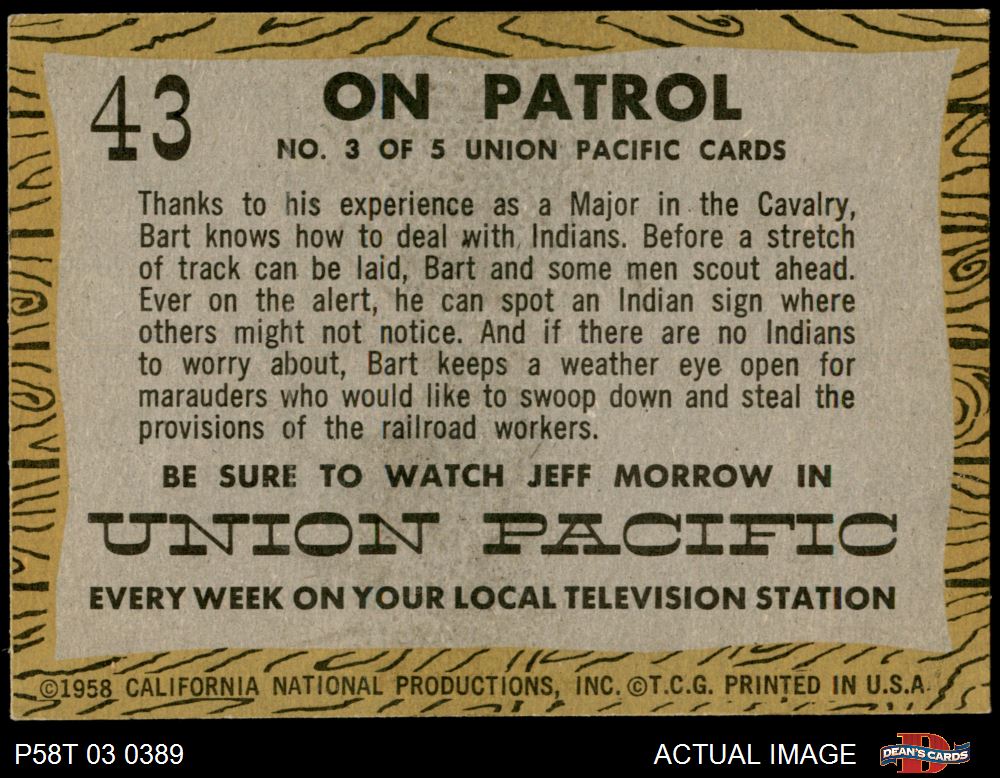 43
ON PATROL
NO. 3 OF 5 UNION PACIFIC CARDS
Thanks to his experience as a Major in the Cavalry,
Bart knows how to deal with Indians. Before a stretch
of track can be laid, Bart and some men scout ahead.
Ever on the alert, he can spot an Indian sign where
others might not notice. And if there are no Indians
to worry about, Bart keeps a weather eye open for
marauders who would like to swoop down and steal the
provisions of the railroad workers.
BE SURE TO WATCH JEFF MORROW IN
UNION PACIFIC
EVERY WEEK ON YOUR LOCAL TELEVISION STATION
©1958 CALIFORNIA NATIONAL PRODUCTIONS, INC. ©T.C.G. PRINTED IN U.S.A.
P58T 03 0389
ACTUAL IMAGE
D
DEAN'S CARDS